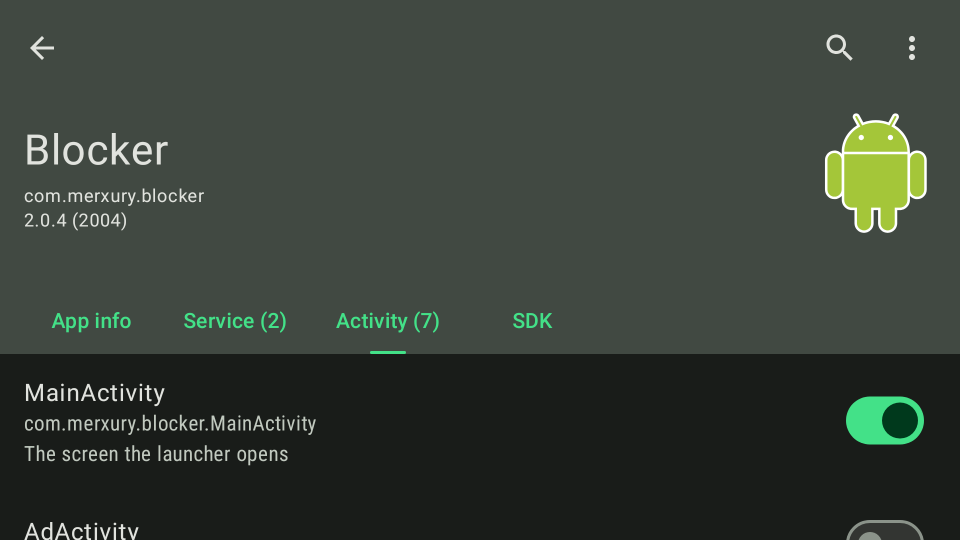 Blocker
com.merxury.blocker
2.0.4 (2004)
App info
Service (2)
Activity (7)
SDK
MainActivity
com.merxury.blocker.MainActivity
The screen the launcher opens
AdActivity